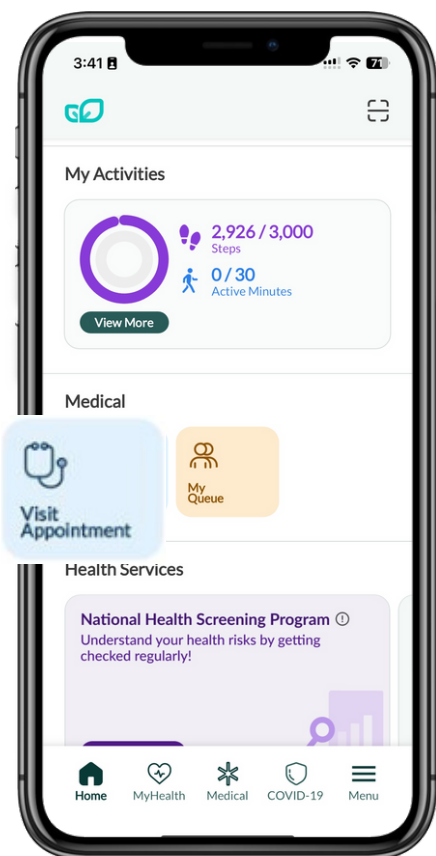 3:41
71
My Activities
2,926 / 3,000
Steps
0 / 30
Active Minutes
View More
Medical
Visit
Appointment
My
Queue
Health Services
National Health Screening Program
Understand your health risks by getting
checked regularly!
Home
MyHealth
Medical
COVID-19
Menu